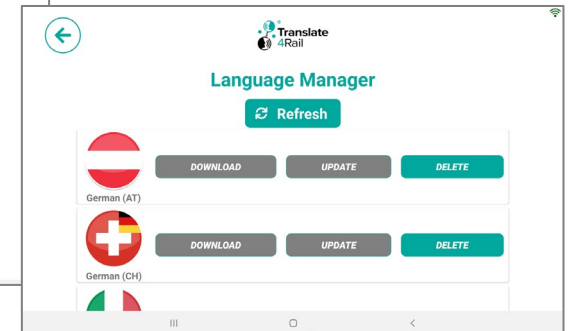 Translate
4Rail
Language Manager
Refresh
DOWNLOAD
UPDATE
DELETE
German (AT)
DOWNLOAD
UPDATE
DELETE
German (CH)